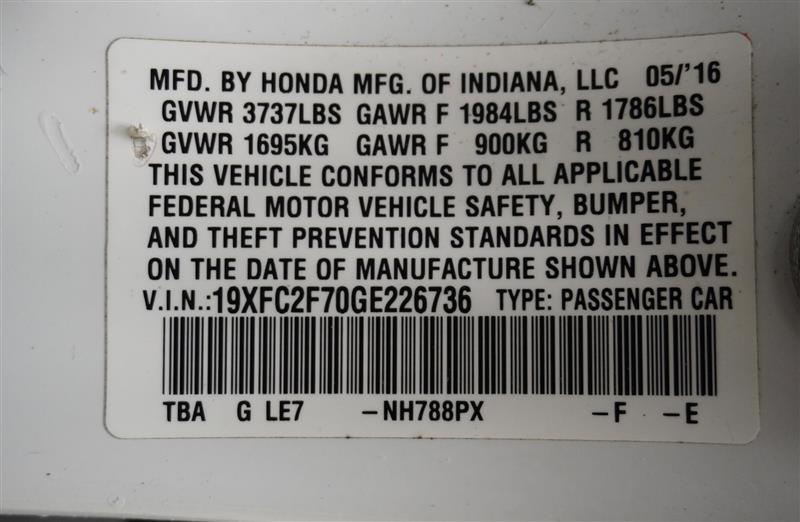 MFD. BY HONDA MFG. OF INDIANA, LLC 05/'16
GVWR 3737LBS GAWR F 1984LBS R 1786LBS
GVWR 1695KG GAWR F 900KG R 810KG
THIS VEHICLE CONFORMS TO ALL APPLICABLE
FEDERAL MOTOR VEHICLE SAFETY, BUMPER,
AND THEFT PREVENTION STANDARDS IN EFFECT
ON THE DATE OF MANUFACTURE SHOWN ABOVE.
V.I.N.:19XFC2F70GE226736 TYPE: PASSENGER CAR
TBA G LE7 –NH788PX –F –E